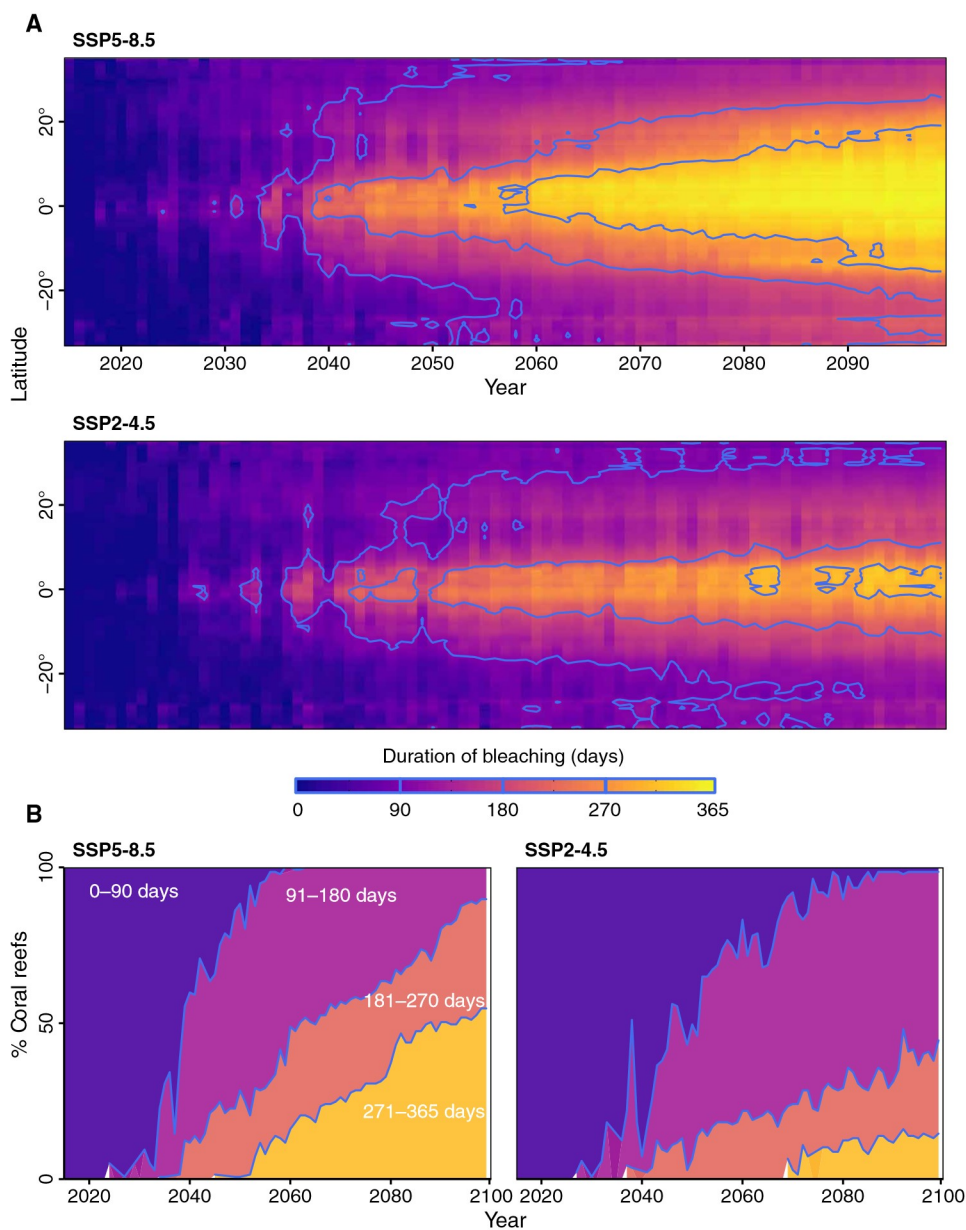 A
SSP5-8.5
20°
0°
−20°
2020 2030 2040 2050 2060 2070 2080 2090
Year
Latitude
SSP2-4.5
20°
0°
−20°
Duration of bleaching (days)
0 90 180 270 365
B
SSP5-8.5 SSP2-4.5
100
50
0
% Coral reefs
0–90 days
91–180 days
181–270 days
271–365 days
2020 2040 2060 2080 2100 2020 2040 2060 2080 2100
Year